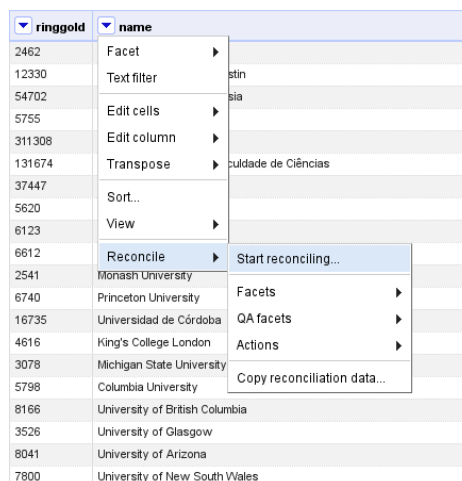 ringgold name
2462 Facet
12330 Text filter stin
54702 sia
5755 Edit cells
311308 Edit column
131674 Transpose culdade de Ciências
37447
5620 Sort...
6123 View
6612 Reconcile Start reconciling...
2541 Monash University
6740 Princeton University Facets
16735 Universidad de Córdoba QA facets
4616 King's College London Actions
3078 Michigan State University
5798 Columbia University Copy reconciliation data...
8166 University of British Columbia
3526 University of Glasgow
8041 University of Arizona
7800 University of New South Wales